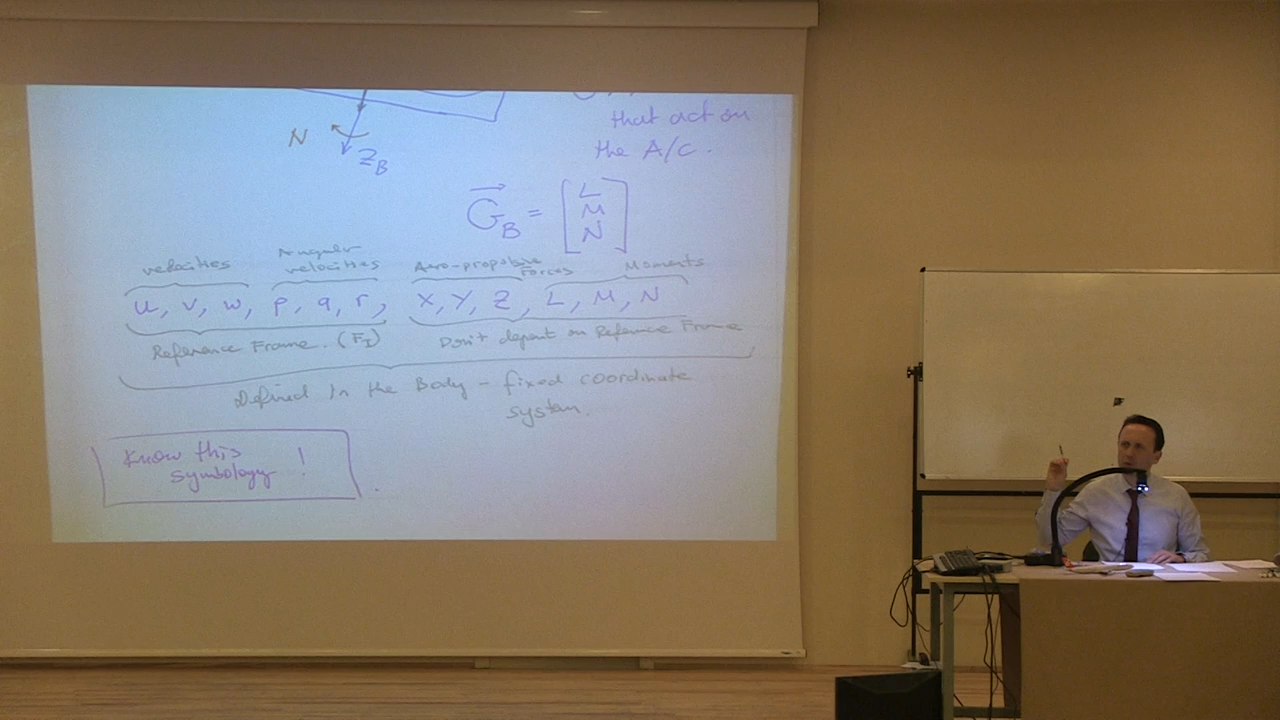 that act on
the A/C.
N
Z_B
G_B = [L
M
N]
velocities
Angular
velocities
Aero-propulsive
Forces
Moments
u, v, w, p, q, r, X, Y, Z, L, M, N
Reference Frame. (F_I)
Don't depent on Reference Frame
Defined In the Body - fixed coordinate
system.
Know this
symbology !